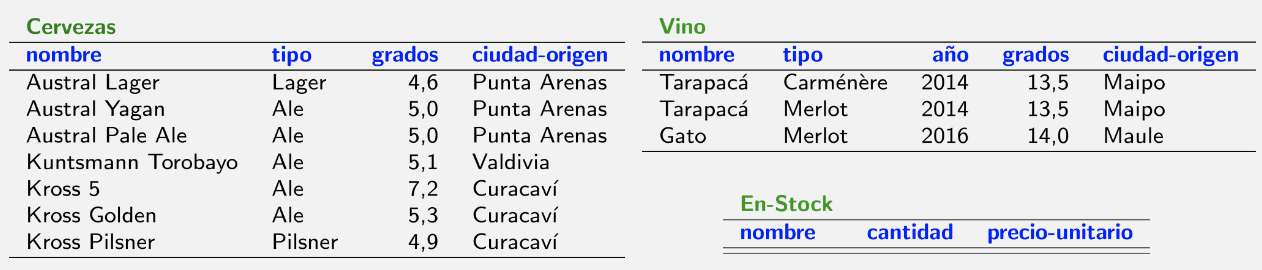 Cervezas
nombre tipo grados ciudad-origen
Austral Lager Lager 4,6 Punta Arenas
Austral Yagan Ale 5,0 Punta Arenas
Austral Pale Ale Ale 5,0 Punta Arenas
Kuntsmann Torobayo Ale 5,1 Valdivia
Kross 5 Ale 7,2 Curacaví
Kross Golden Ale 5,3 Curacaví
Kross Pilsner Pilsner 4,9 Curacaví
Vino
nombre tipo año grados ciudad-origen
Tarapacá Carménère 2014 13,5 Maipo
Tarapacá Merlot 2014 13,5 Maipo
Gato Merlot 2016 14,0 Maule
En-Stock
nombre cantidad precio-unitario